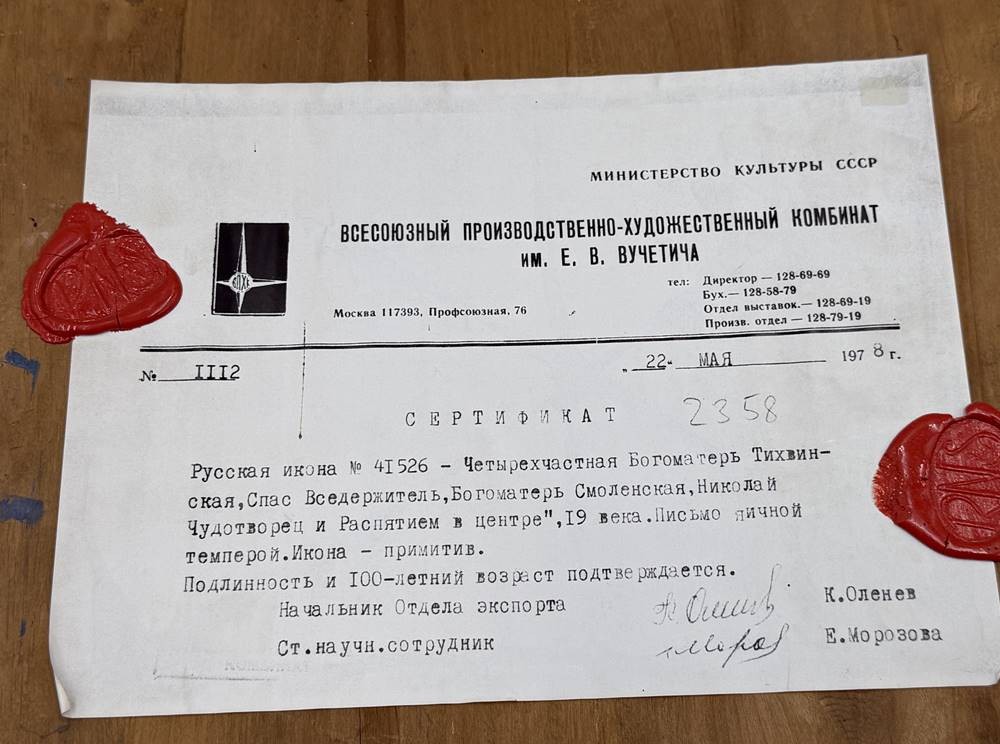 МИНИСТЕРСТВО КУЛЬТУРЫ СССР
ВСЕСОЮЗНЫЙ ПРОИЗВОДСТВЕННО-ХУДОЖЕСТВЕННЫЙ КОМБИНАТ
им. Е. В. ВУЧЕТИЧА
ВПХК
Москва 117393, Профсоюзная, 76
тел: Директор — 128-69-69
Бух.— 128-58-79
Отдел выставок.— 128-69-19
Произв. отдел — 128-79-19
№ III2
„22" МАЯ 1978 г.
СЕРТИФИКАТ 2358
Русская икона № 4I526 - Четырехчастная Богоматерь Тихвин-
ская,Спас Вседержитель,Богоматерь Смоленская,Николай
Чудотворец и Распятием в центре",I9 века.Письмо яичной
темперой.Икона - примитив.
Подлинность и I00-летний возраст подтверждается.
Начальник Отдела экспорта К.Оленев
Ст.научн.сотрудник Е.Морозова